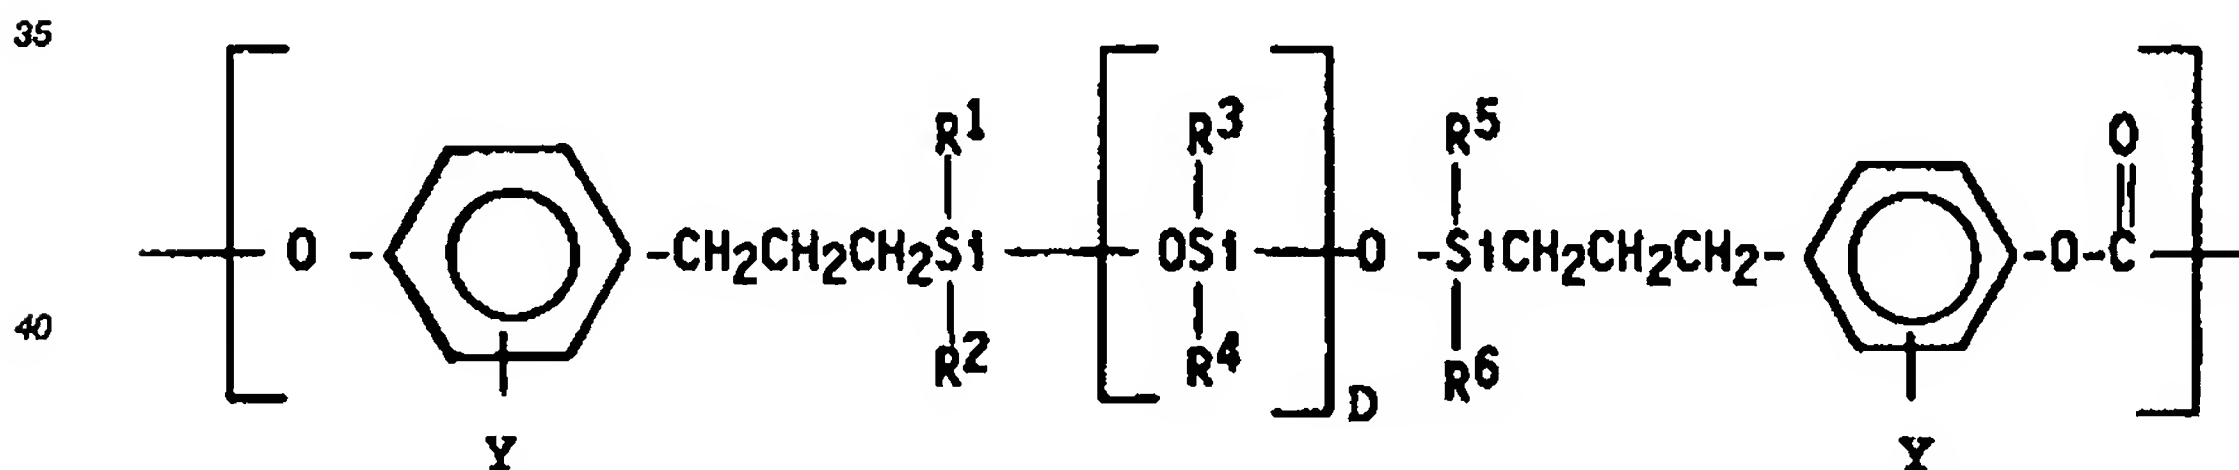 35
R1 R3 R5 O
O -CH2CH2CH2Si OSi O -SiCH2CH2CH2- -O-C
40
R2 R4 R6
D
Y Y